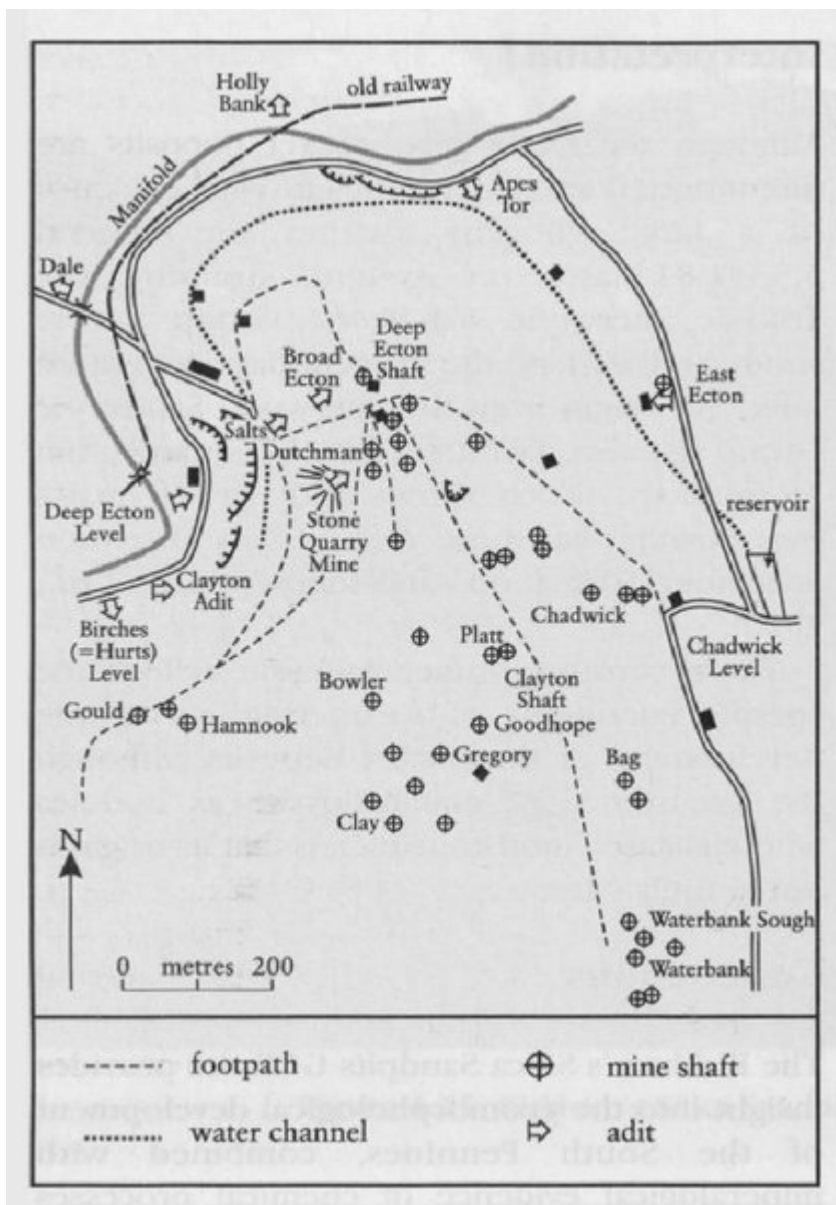 Holly
Bank
old railway
Manifold
Apes
Tor
Dale
Deep
Ecton
Shaft
Broad
Ecton
East
Ecton
Salts
Dutchman
reservoir
Deep Ecton
Level
Stone
Quarry
Mine
Clayton
Adit
Chadwick
Birches
(=Hurts)
Level
Platt
Chadwick
Level
Bowler
Clayton
Shaft
Gould
Hamnook
Goodhope
Gregory
Bag
Clay
N
Waterbank Sough
Waterbank
0 metres 200
footpath
mine shaft
water channel
adit